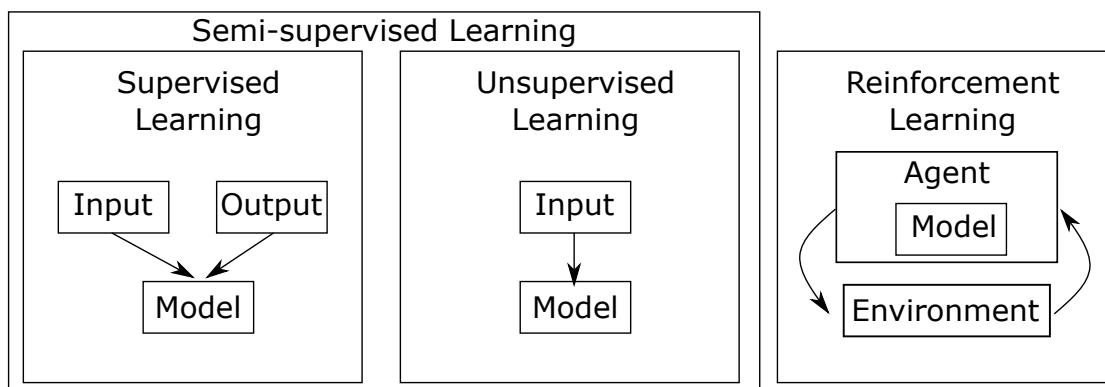 Semi-supervised Learning
Supervised
Learning
Input
Output
Model
Unsupervised
Learning
Input
Model
Reinforcement
Learning
Agent
Model
Environment